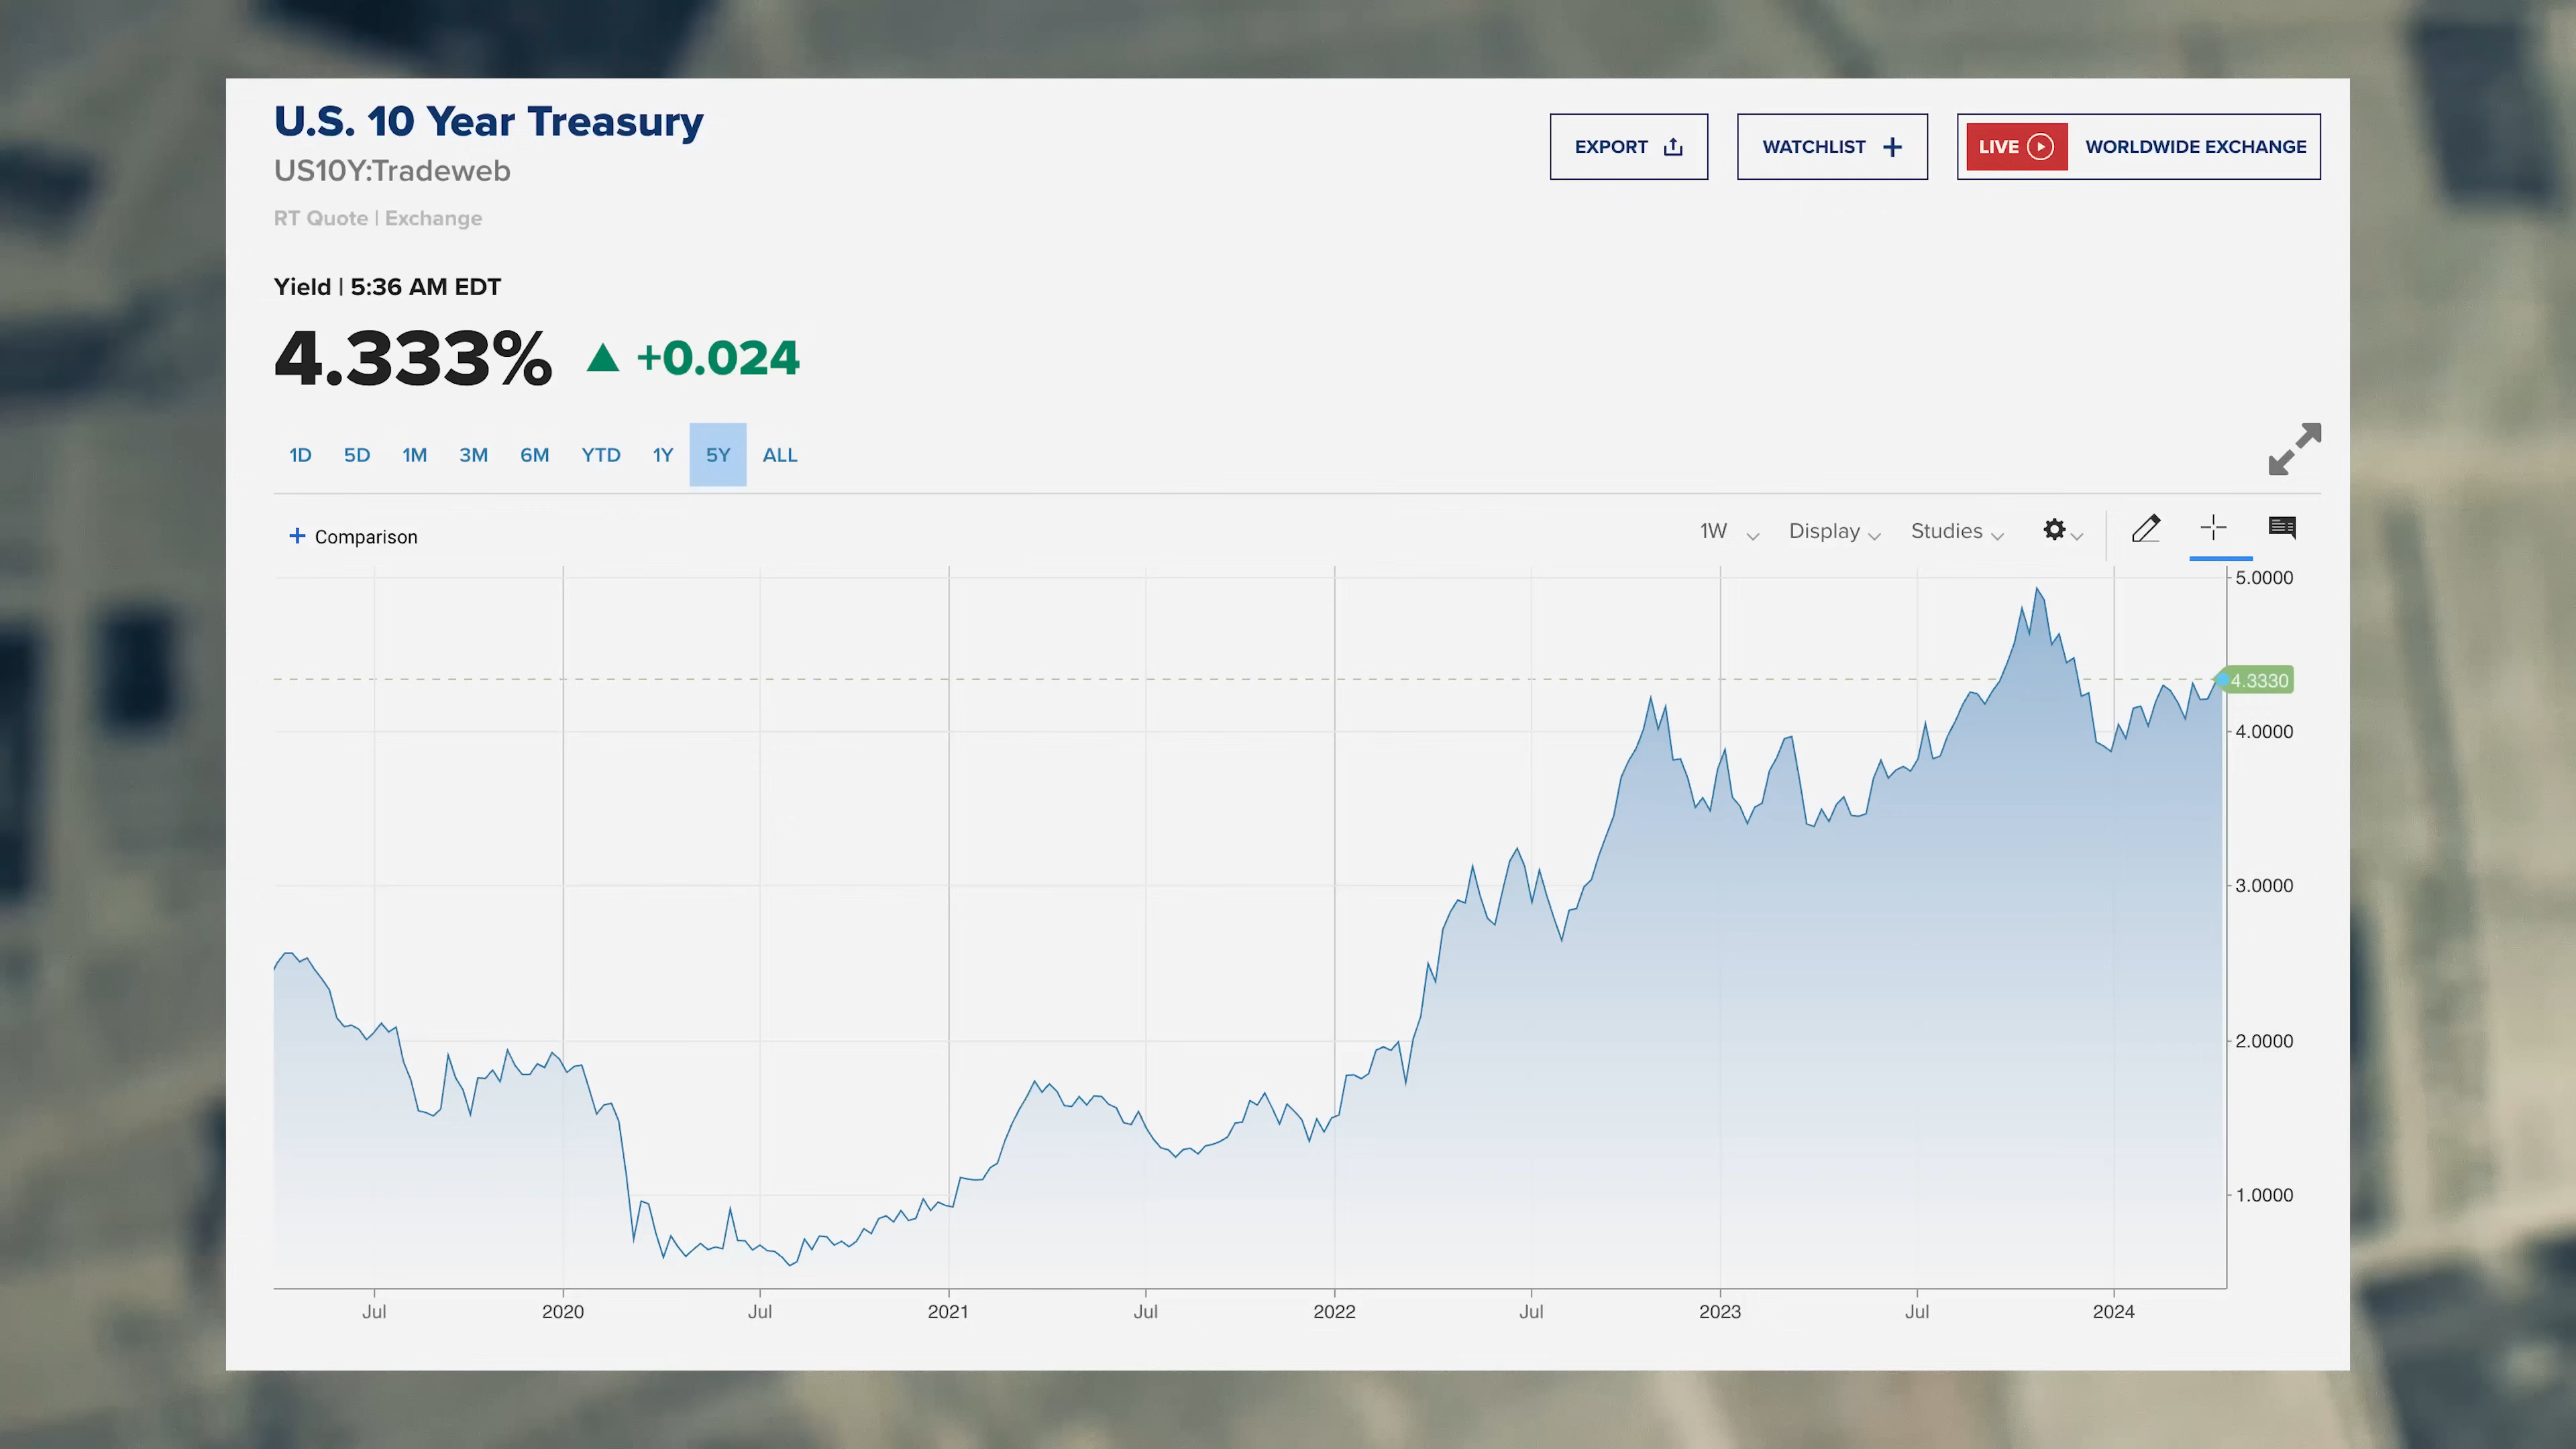 U.S. 10 Year Treasury
US10Y:Tradeweb
RT Quote | Exchange
EXPORT
WATCHLIST +
LIVE WORLDWIDE EXCHANGE
Yield | 5:36 AM EDT
4.333% ▲ +0.024
1D 5D 1M 3M 6M YTD 1Y 5Y ALL
+ Comparison
1W Display Studies
5.0000
4.3330
4.0000
3.0000
2.0000
1.0000
Jul 2020 Jul 2021 Jul 2022 Jul 2023 Jul 2024